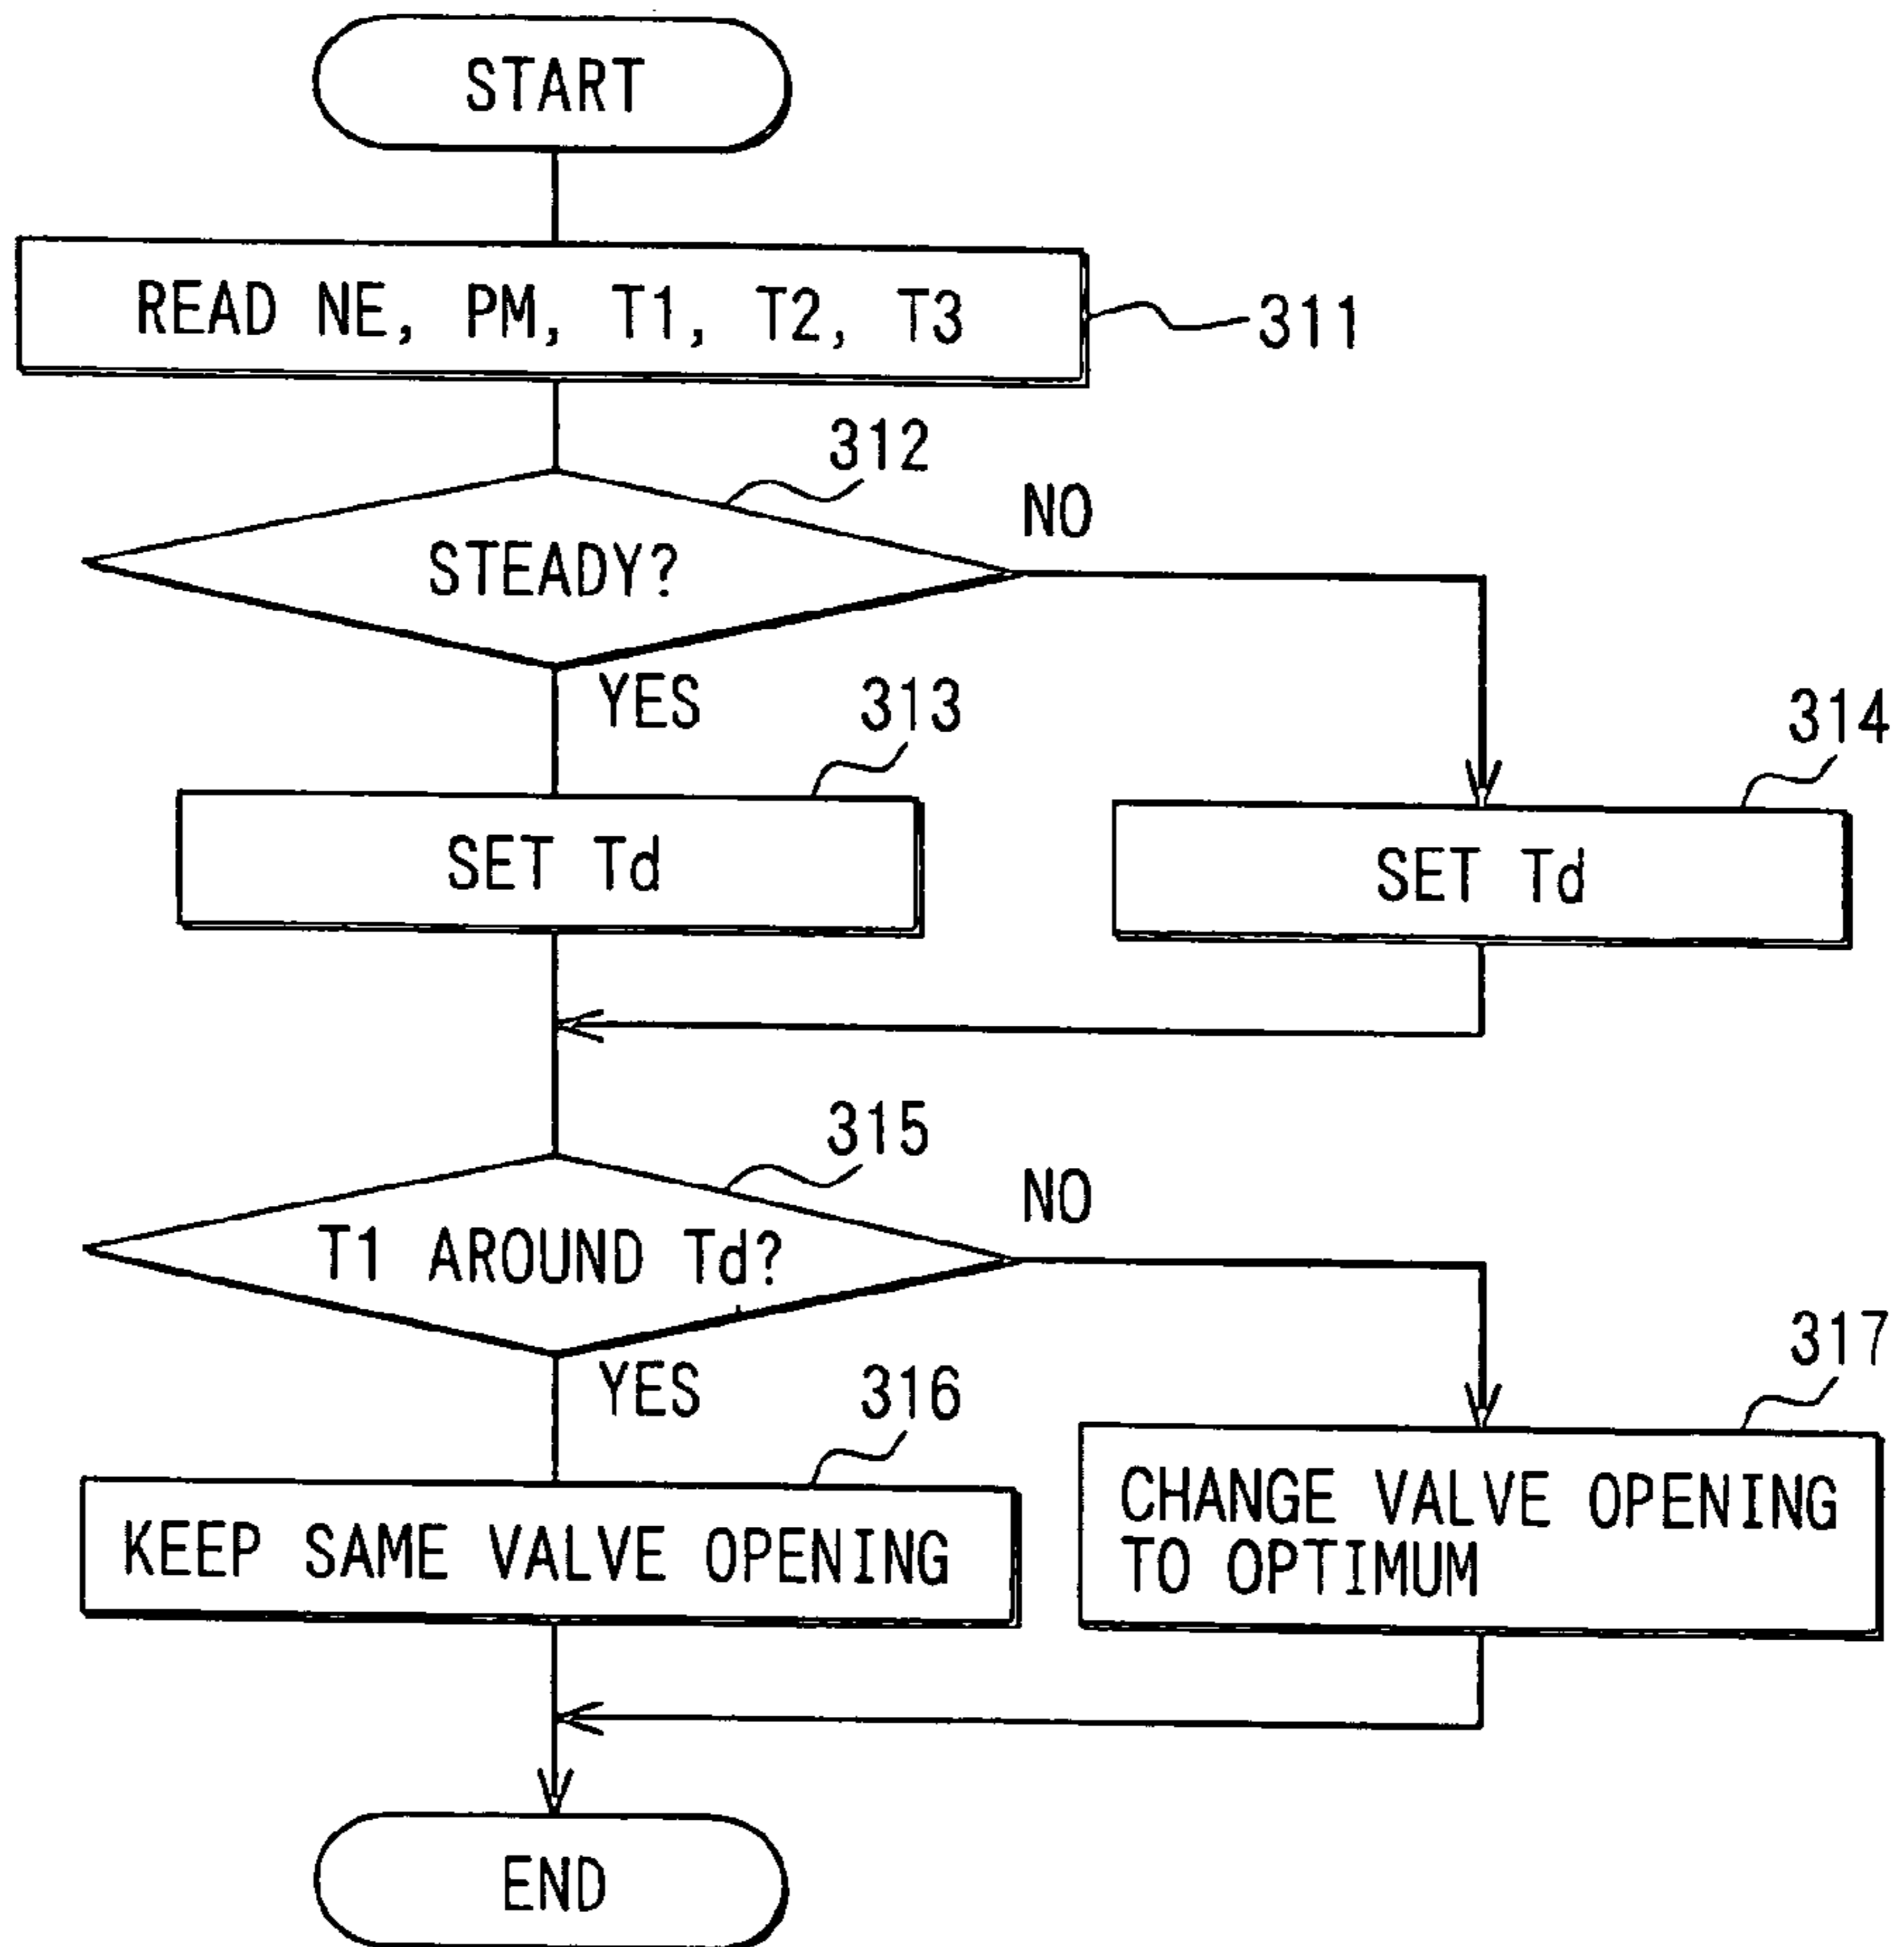 START
READ NE, PM, T1, T2, T3
311
312
NO
STEADY?
YES
313
314
SET Td
SET Td
315
NO
T1 AROUND Td?
317
YES
316
CHANGE VALVE OPENING
TO OPTIMUM
KEEP SAME VALVE OPENING
END